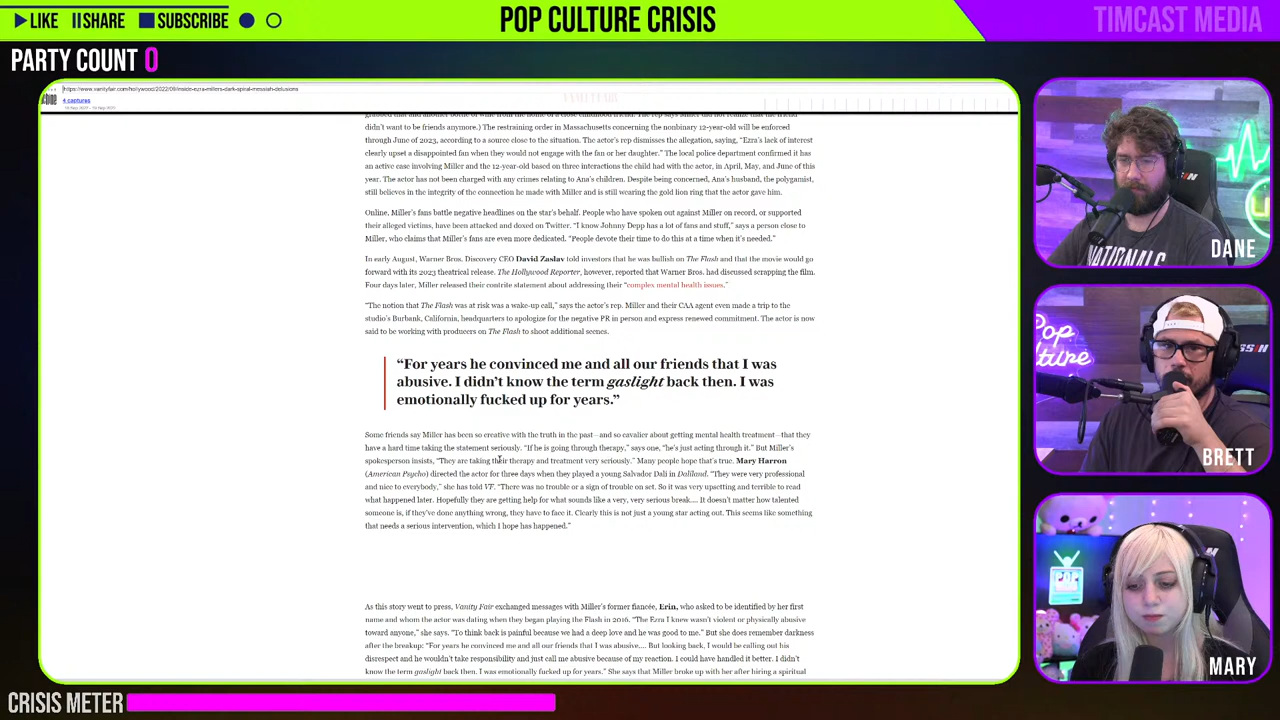 LIKE SHARE SUBSCRIBE
POP CULTURE CRISIS
TIMCAST MEDIA
PARTY COUNT 0
https://www.vanityfair.com/hollywood/2022/09/inside-ezra-millers-dark-spiral-messiah-delusions
4 captures
VANITY FAIR
didn't want to be friends anymore.) The restraining order in Massachusetts concerning the nonbinary 12-year-old will be enforced
through June of 2023, according to a source close to the situation. The actor's rep dismisses the allegation, saying, "Ezra's lack of interest
clearly upset a disappointed fan when they would not engage with the fan or her daughter." The local police department confirmed it has
an active case involving Miller and the 12-year-old based on three interactions the child had with the actor, in April, May, and June of this
year. The actor has not been charged with any crimes relating to Ana's children. Despite being concerned, Ana's husband, the polygamist,
still believes in the integrity of the connection he made with Miller and is still wearing the gold lion ring that the actor gave him.
Online, Miller's fans battle negative headlines on the star's behalf. People who have spoken out against Miller on record, or supported
their alleged victims, have been attacked and doxed on Twitter. "I know Johnny Depp has a lot of fans and stuff," says a person close to
Miller, who claims that Miller's fans are even more dedicated. "People devote their time to do this at a time when it's needed."
In early August, Warner Bros. Discovery CEO David Zaslav told investors that he was bullish on The Flash and that the movie would go
forward with its 2023 theatrical release. The Hollywood Reporter, however, reported that Warner Bros. had discussed scrapping the film.
Four days later, Miller released their contrite statement about addressing their "complex mental health issues."
"The notion that The Flash was at risk was a wake-up call," says the actor's rep. Miller and their CAA agent even made a trip to the
studio's Burbank, California, headquarters to apologize for the negative PR in person and express renewed commitment. The actor is now
said to be working with producers on The Flash to shoot additional scenes.
"For years he convinced me and all our friends that I was
abusive. I didn't know the term gaslight back then. I was
emotionally fucked up for years."
Some friends say Miller has been so creative with the truth in the past—and so cavalier about getting mental health treatment—that they
have a hard time taking the statement seriously. "If he is going through therapy," says one, "he's just acting through it." But Miller's
spokesperson insists, "They are taking their therapy and treatment very seriously." Many people hope that's true. Mary Harron
(American Psycho) directed the actor for three days when they played a young Salvador Dalí in Dalíland. "They were very professional
and nice to everybody," she has told VF. "There was no trouble or a sign of trouble on set. So it was very upsetting and terrible to read
what happened later. Hopefully they are getting help for what sounds like a very, very serious break.... It doesn't matter how talented
someone is, if they've done anything wrong, they have to face it. Clearly this is not just a young star acting out. This seems like something
that needs a serious intervention, which I hope has happened."
As this story went to press, Vanity Fair exchanged messages with Miller's former fiancée, Erin, who asked to be identified by her first
name and whom the actor was dating when they began playing the Flash in 2016. "The Ezra I knew wasn't violent or physically abusive
toward anyone," she says. "To think back is painful because we had a deep love and he was good to me." But she does remember darkness
after the breakup: "For years he convinced me and all our friends that I was abusive.... But looking back, I would be calling out his
disrespect and he wouldn't take responsibility and just call me abusive because of my reaction. I could have handled it better. I didn't
know the term gaslight back then. I was emotionally fucked up for years." She says that Miller broke up with her after hiring a spiritual
NATIONALS
DANE
Pop
Culture
BRETT
MARY
CRISIS METER